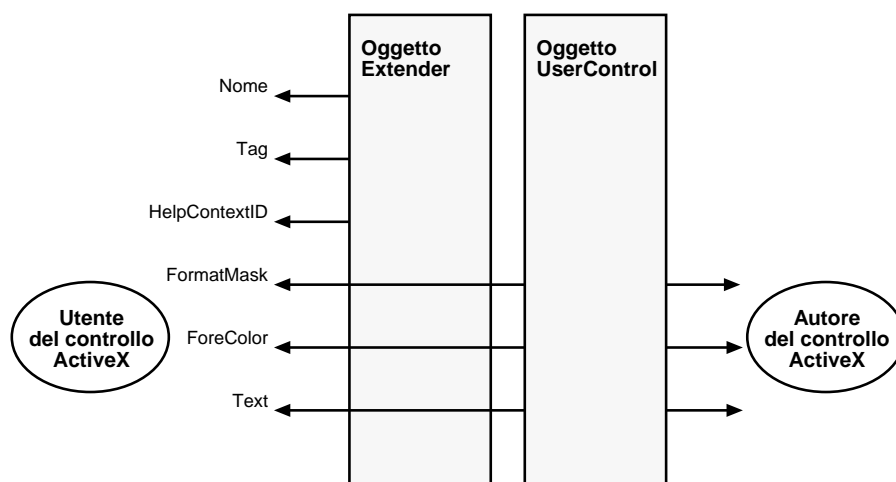 Oggetto
Extender
Oggetto
UserControl
Nome
Tag
HelpContextID
FormatMask
ForeColor
Text
Utente
del controllo
ActiveX
Autore
del controllo
ActiveX